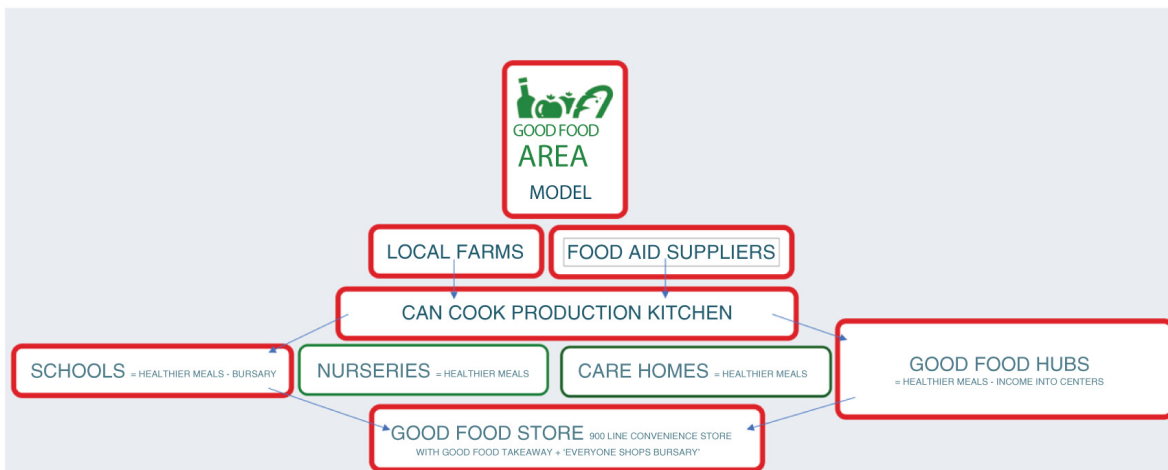 GOOD FOOD
AREA
MODEL
LOCAL FARMS
FOOD AID SUPPLIERS
CAN COOK PRODUCTION KITCHEN
SCHOOLS = HEALTHIER MEALS - BURSARY
NURSERIES = HEALTHIER MEALS
CARE HOMES = HEALTHIER MEALS
GOOD FOOD HUBS
= HEALTHIER MEALS - INCOME INTO CENTERS
GOOD FOOD STORE 900 LINE CONVENIENCE STORE
WITH GOOD FOOD TAKEAWAY + ‘EVERYONE SHOPS BURSARY’